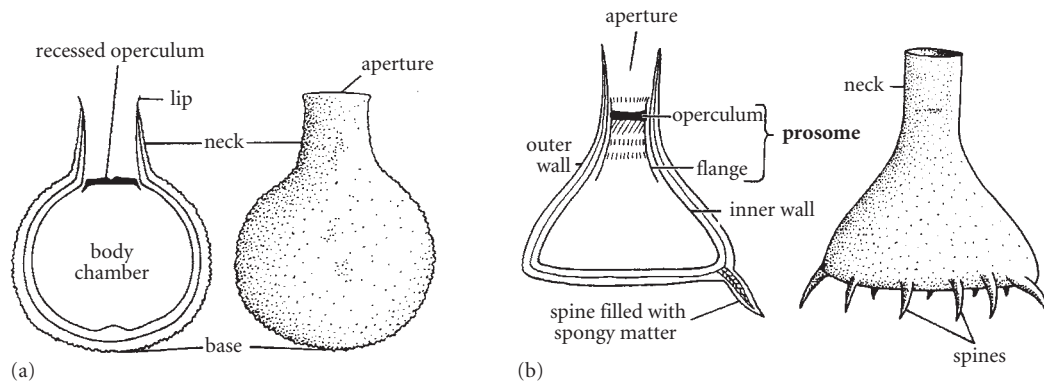 recessed operculum
aperture
lip
neck
body
chamber
base
(a)
aperture
neck
operculum
prosome
outer
wall
flange
inner wall
spine filled with
spongy matter
spines
(b)